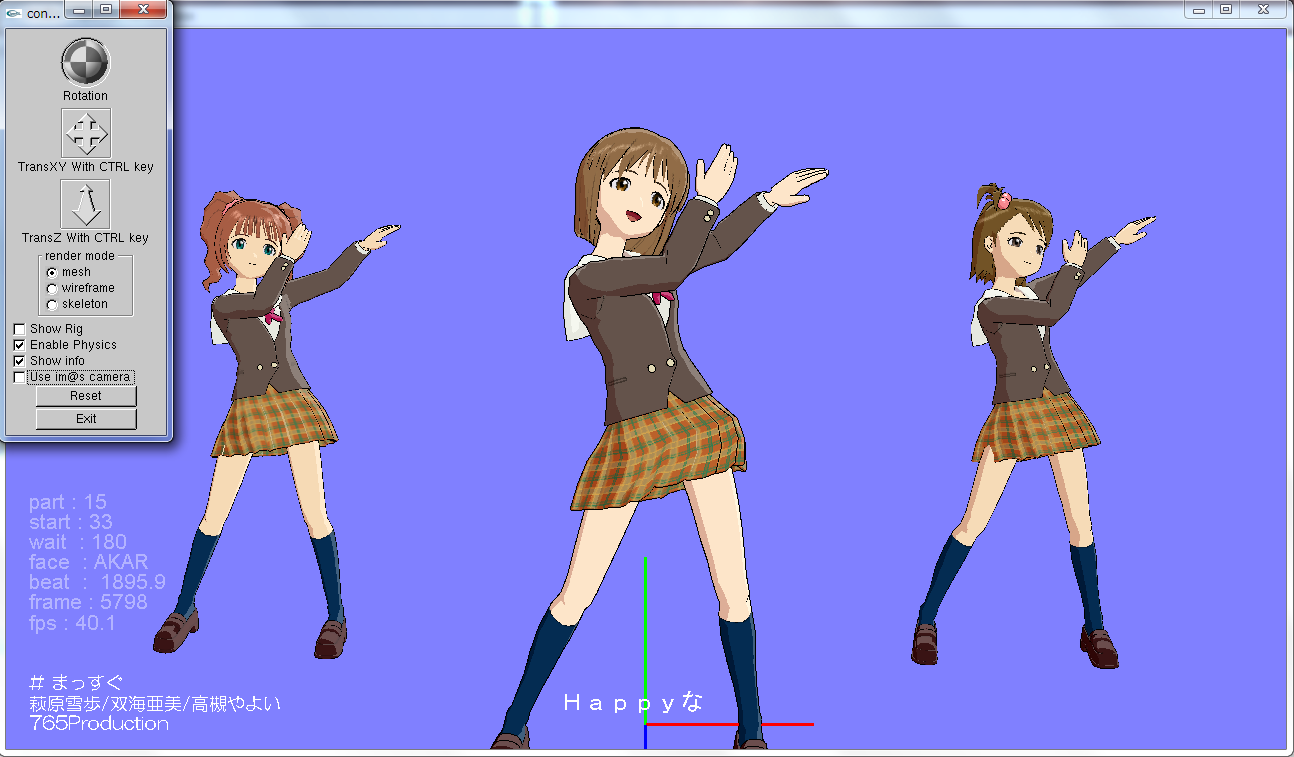 con...
Rotation
TransXY With CTRL key
TransZ With CTRL key
render mode
mesh
wireframe
skeleton
Show Rig
Enable Physics
Show info
Use im@s camera
Reset
Exit
part : 15
start : 33
wait : 180
face : AKAR
beat : 1895.9
frame : 5798
fps : 40.1
# まっすぐ
萩原雪歩/双海亜美/高槻やよい
765Production
Ｈａｐｐｙな